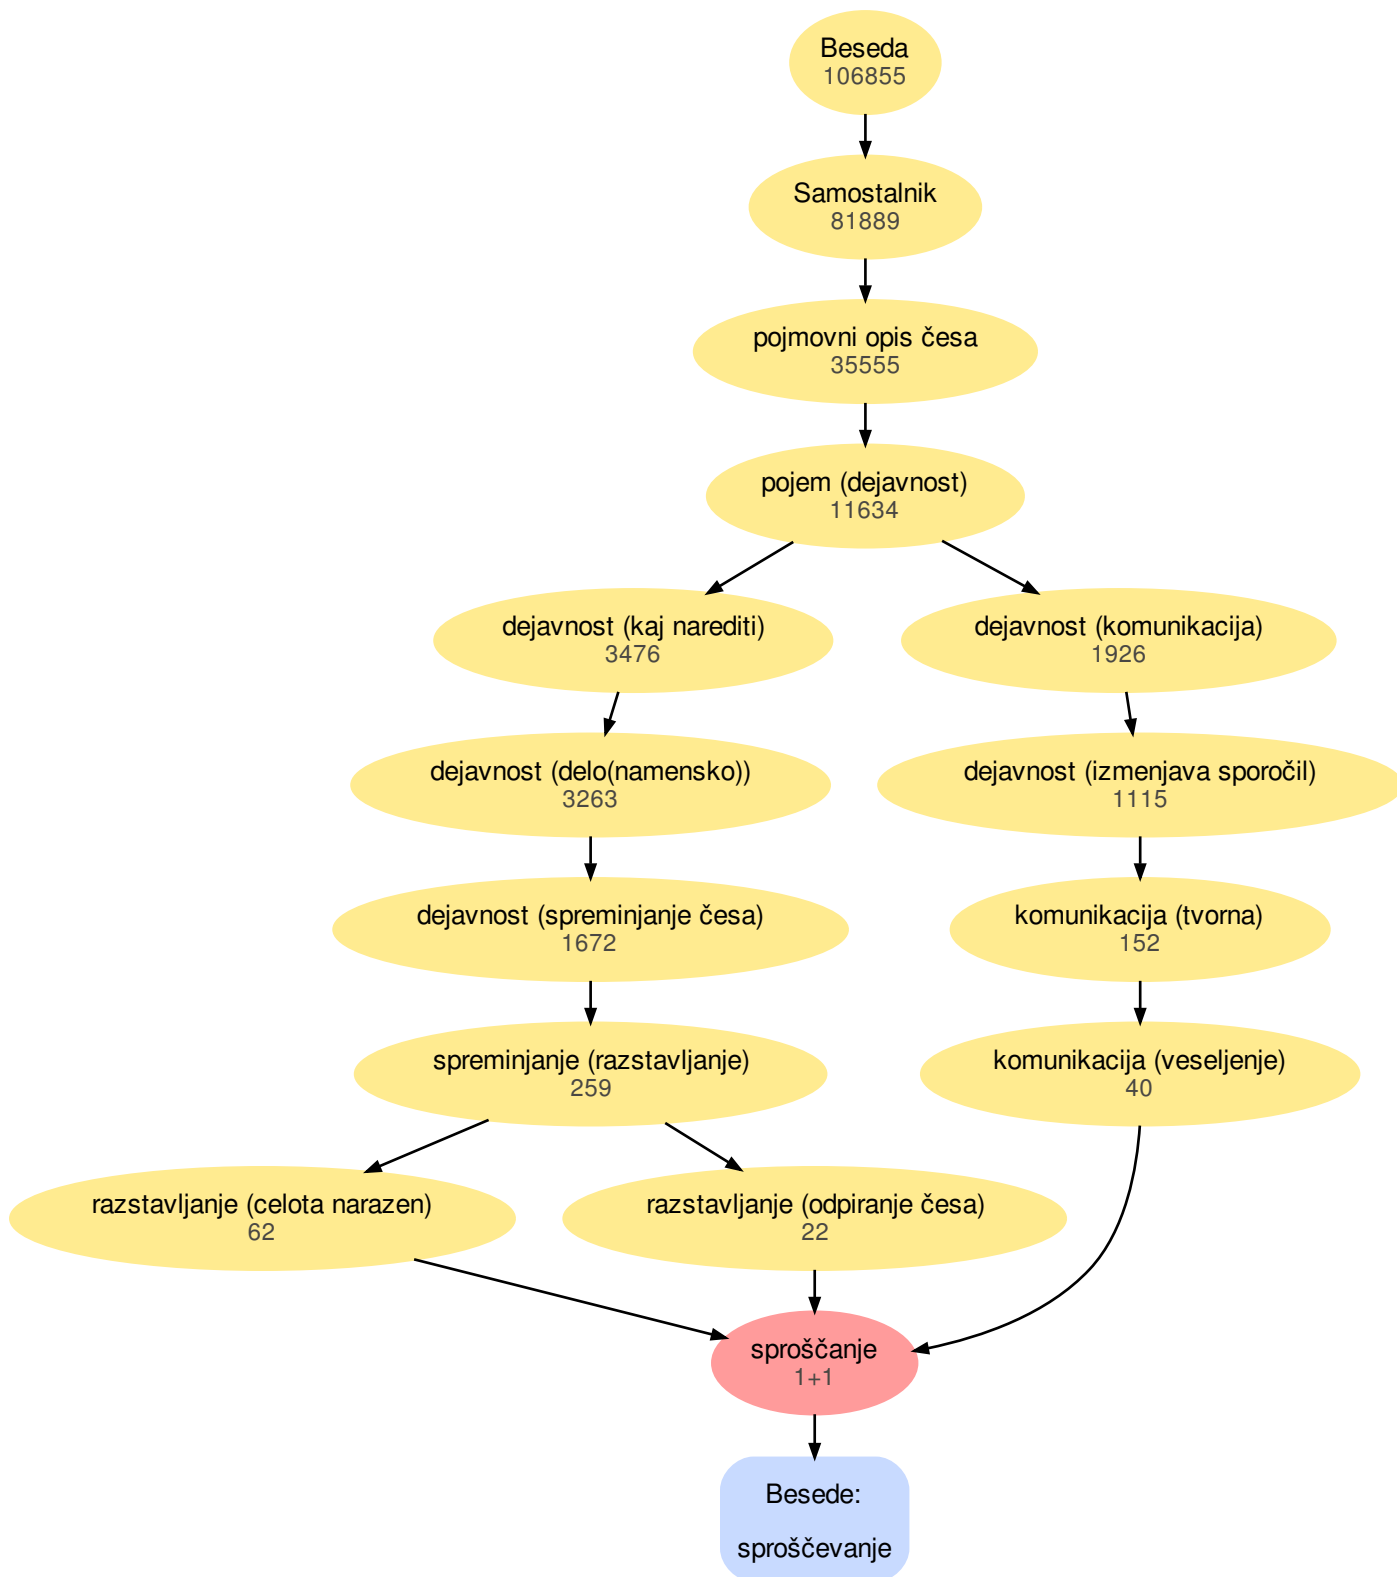 Beseda
106855
Samostalnik
81889
pojmovni opis česa
35555
pojem (dejavnost)
11634
dejavnost (kaj narediti)
3476
dejavnost (komunikacija)
1926
dejavnost (delo(namensko))
3263
dejavnost (izmenjava sporočil)
1115
dejavnost (spreminjanje česa)
1672
komunikacija (tvorna)
152
spreminjanje (razstavljanje)
259
komunikacija (veseljenje)
40
razstavljanje (celota narazen)
62
razstavljanje (odpiranje česa)
22
sproščanje
1+1
Besede:
sproščevanje